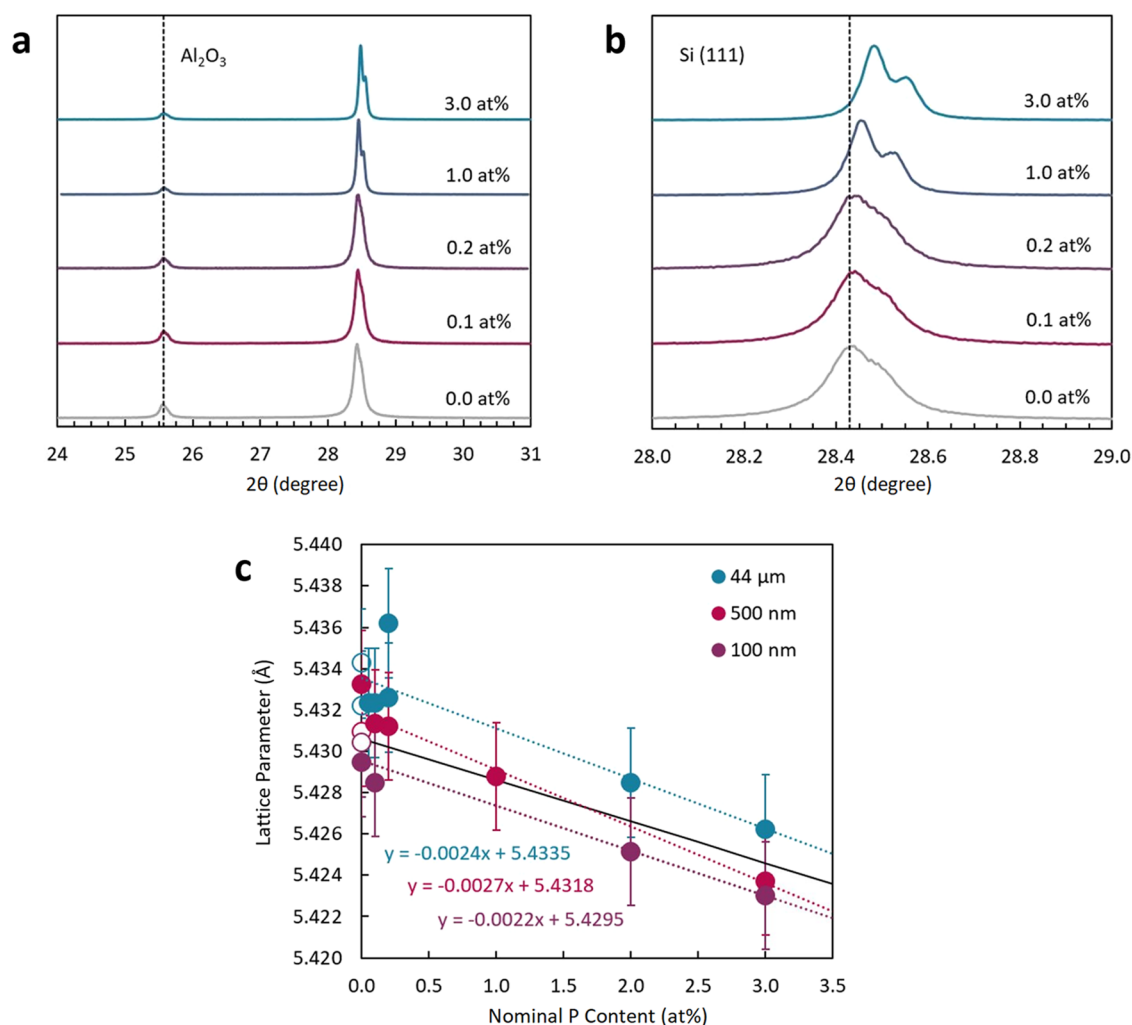 a
Al₂O₃
3.0 at%
1.0 at%
0.2 at%
0.1 at%
0.0 at%
24 25 26 27 28 29 30 31
2θ (degree)
b
Si (111)
3.0 at%
1.0 at%
0.2 at%
0.1 at%
0.0 at%
28.0 28.2 28.4 28.6 28.8 29.0
2θ (degree)
c
5.440
5.438
5.436
5.434
5.432
5.430
5.428
5.426
5.424
5.422
5.420
Lattice Parameter (Å)
44 μm
500 nm
100 nm
y = -0.0024x + 5.4335
y = -0.0027x + 5.4318
y = -0.0022x + 5.4295
0.0 0.5 1.0 1.5 2.0 2.5 3.0 3.5
Nominal P Content (at%)